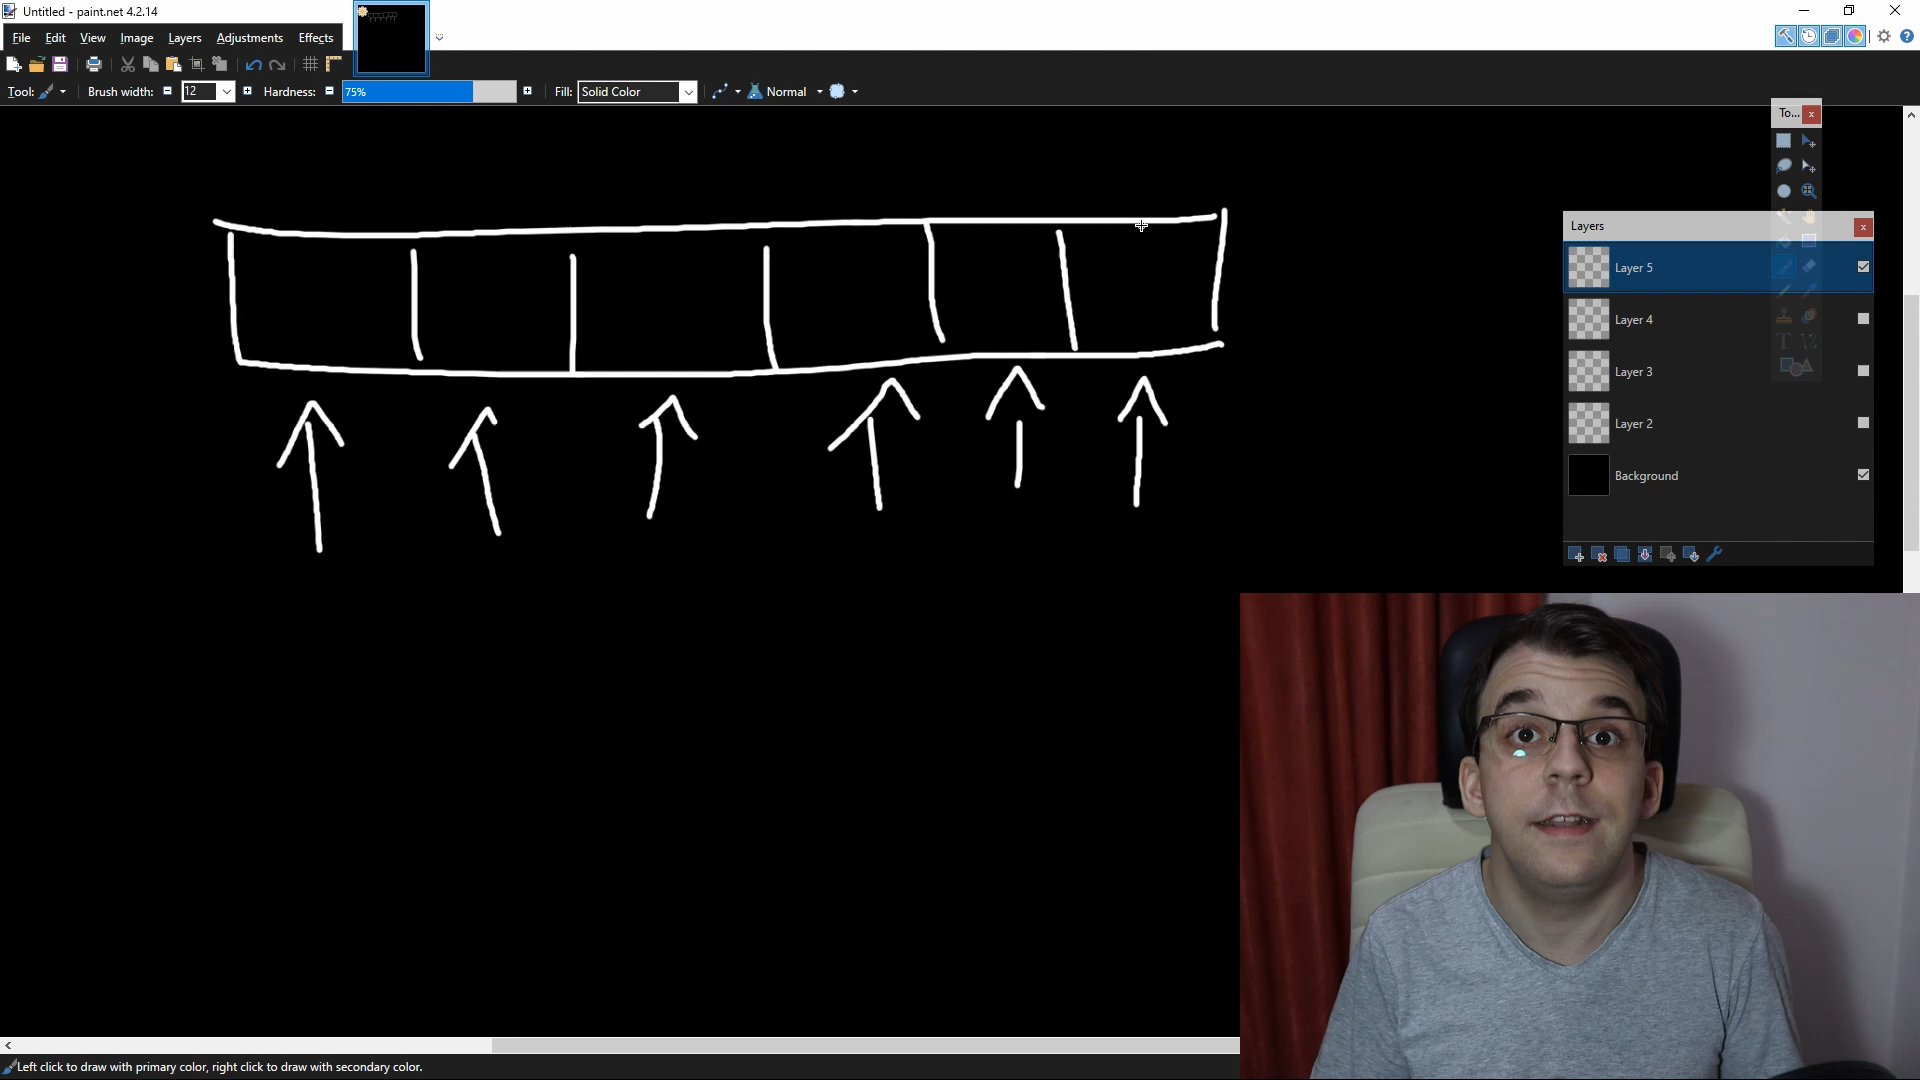 Untitled - paint.net 4.2.14
File Edit View Image Layers Adjustments Effects
Tool: Brush width: 12 Hardness: 75% Fill: Solid Color Normal
To...
Layers
Layer 5
Layer 4
Layer 3
Layer 2
Background
Left click to draw with primary color, right click to draw with secondary color.